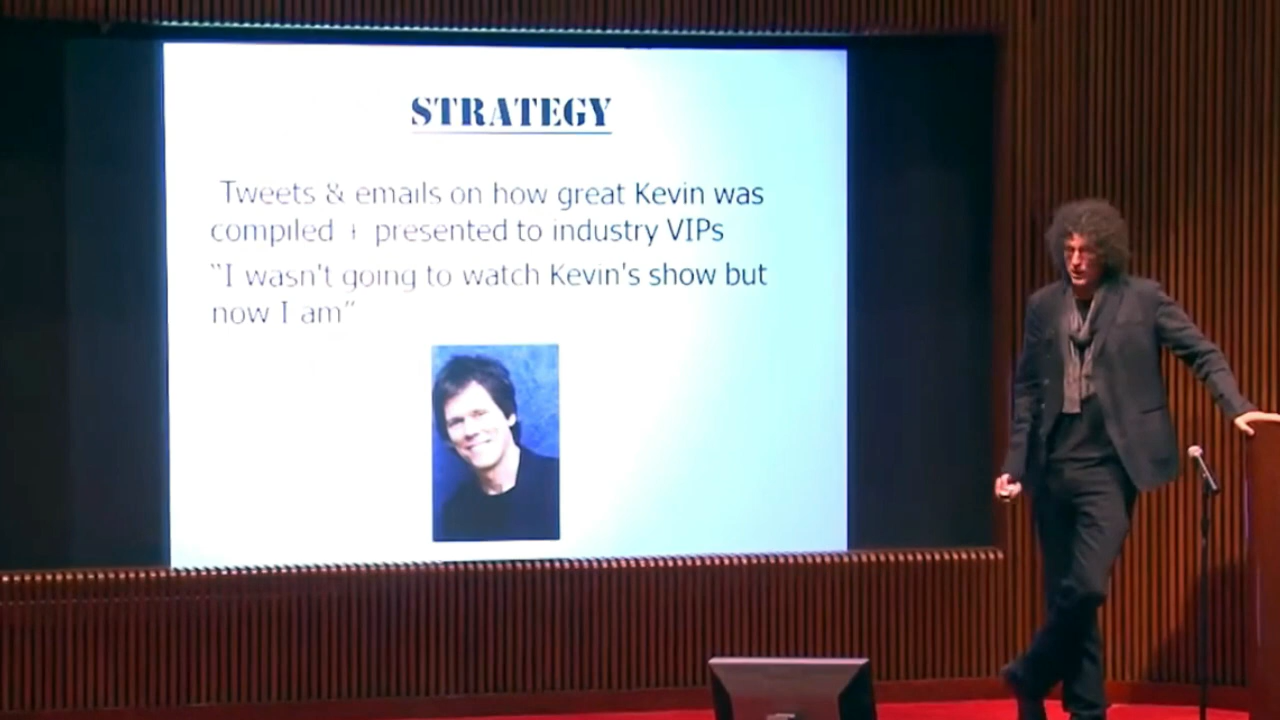 STRATEGY
Tweets & emails on how great Kevin was
compiled + presented to industry VIPs
“I wasn't going to watch Kevin's show but
now I am”